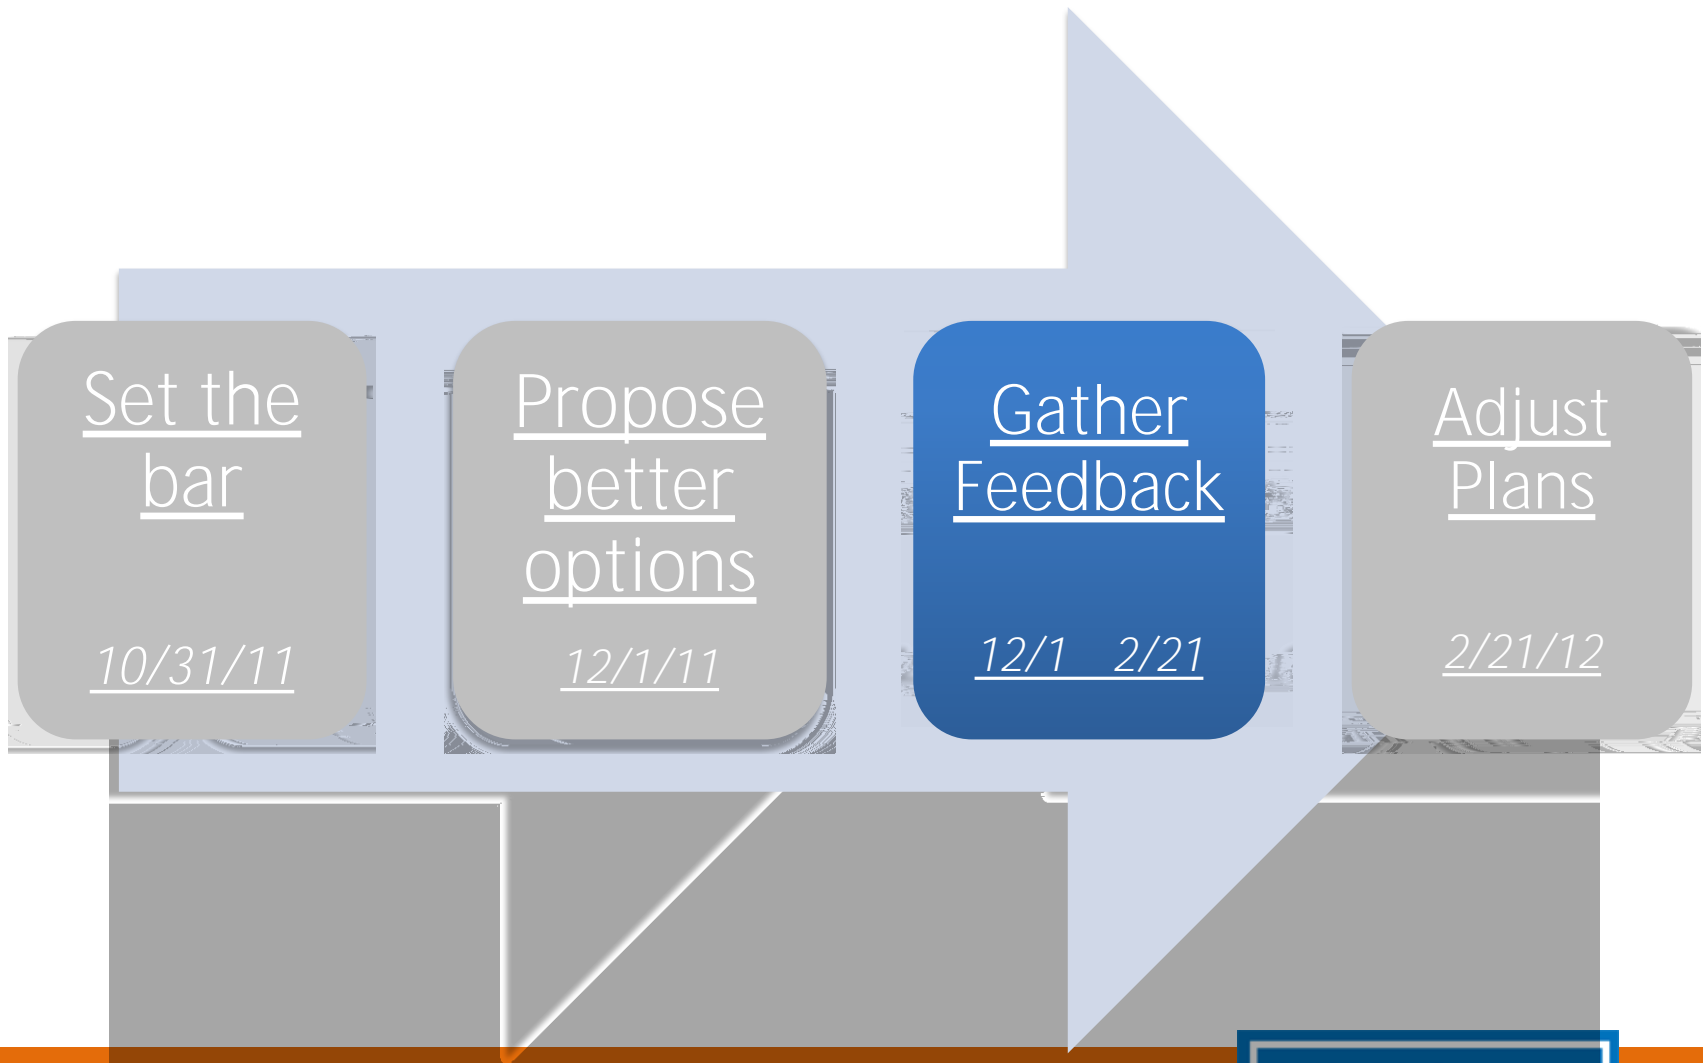 Set the
bar
10/31/11
Propose
better
options
12/1/11
Gather
Feedback
12/1 2/21
Adjust
Plans
2/21/12